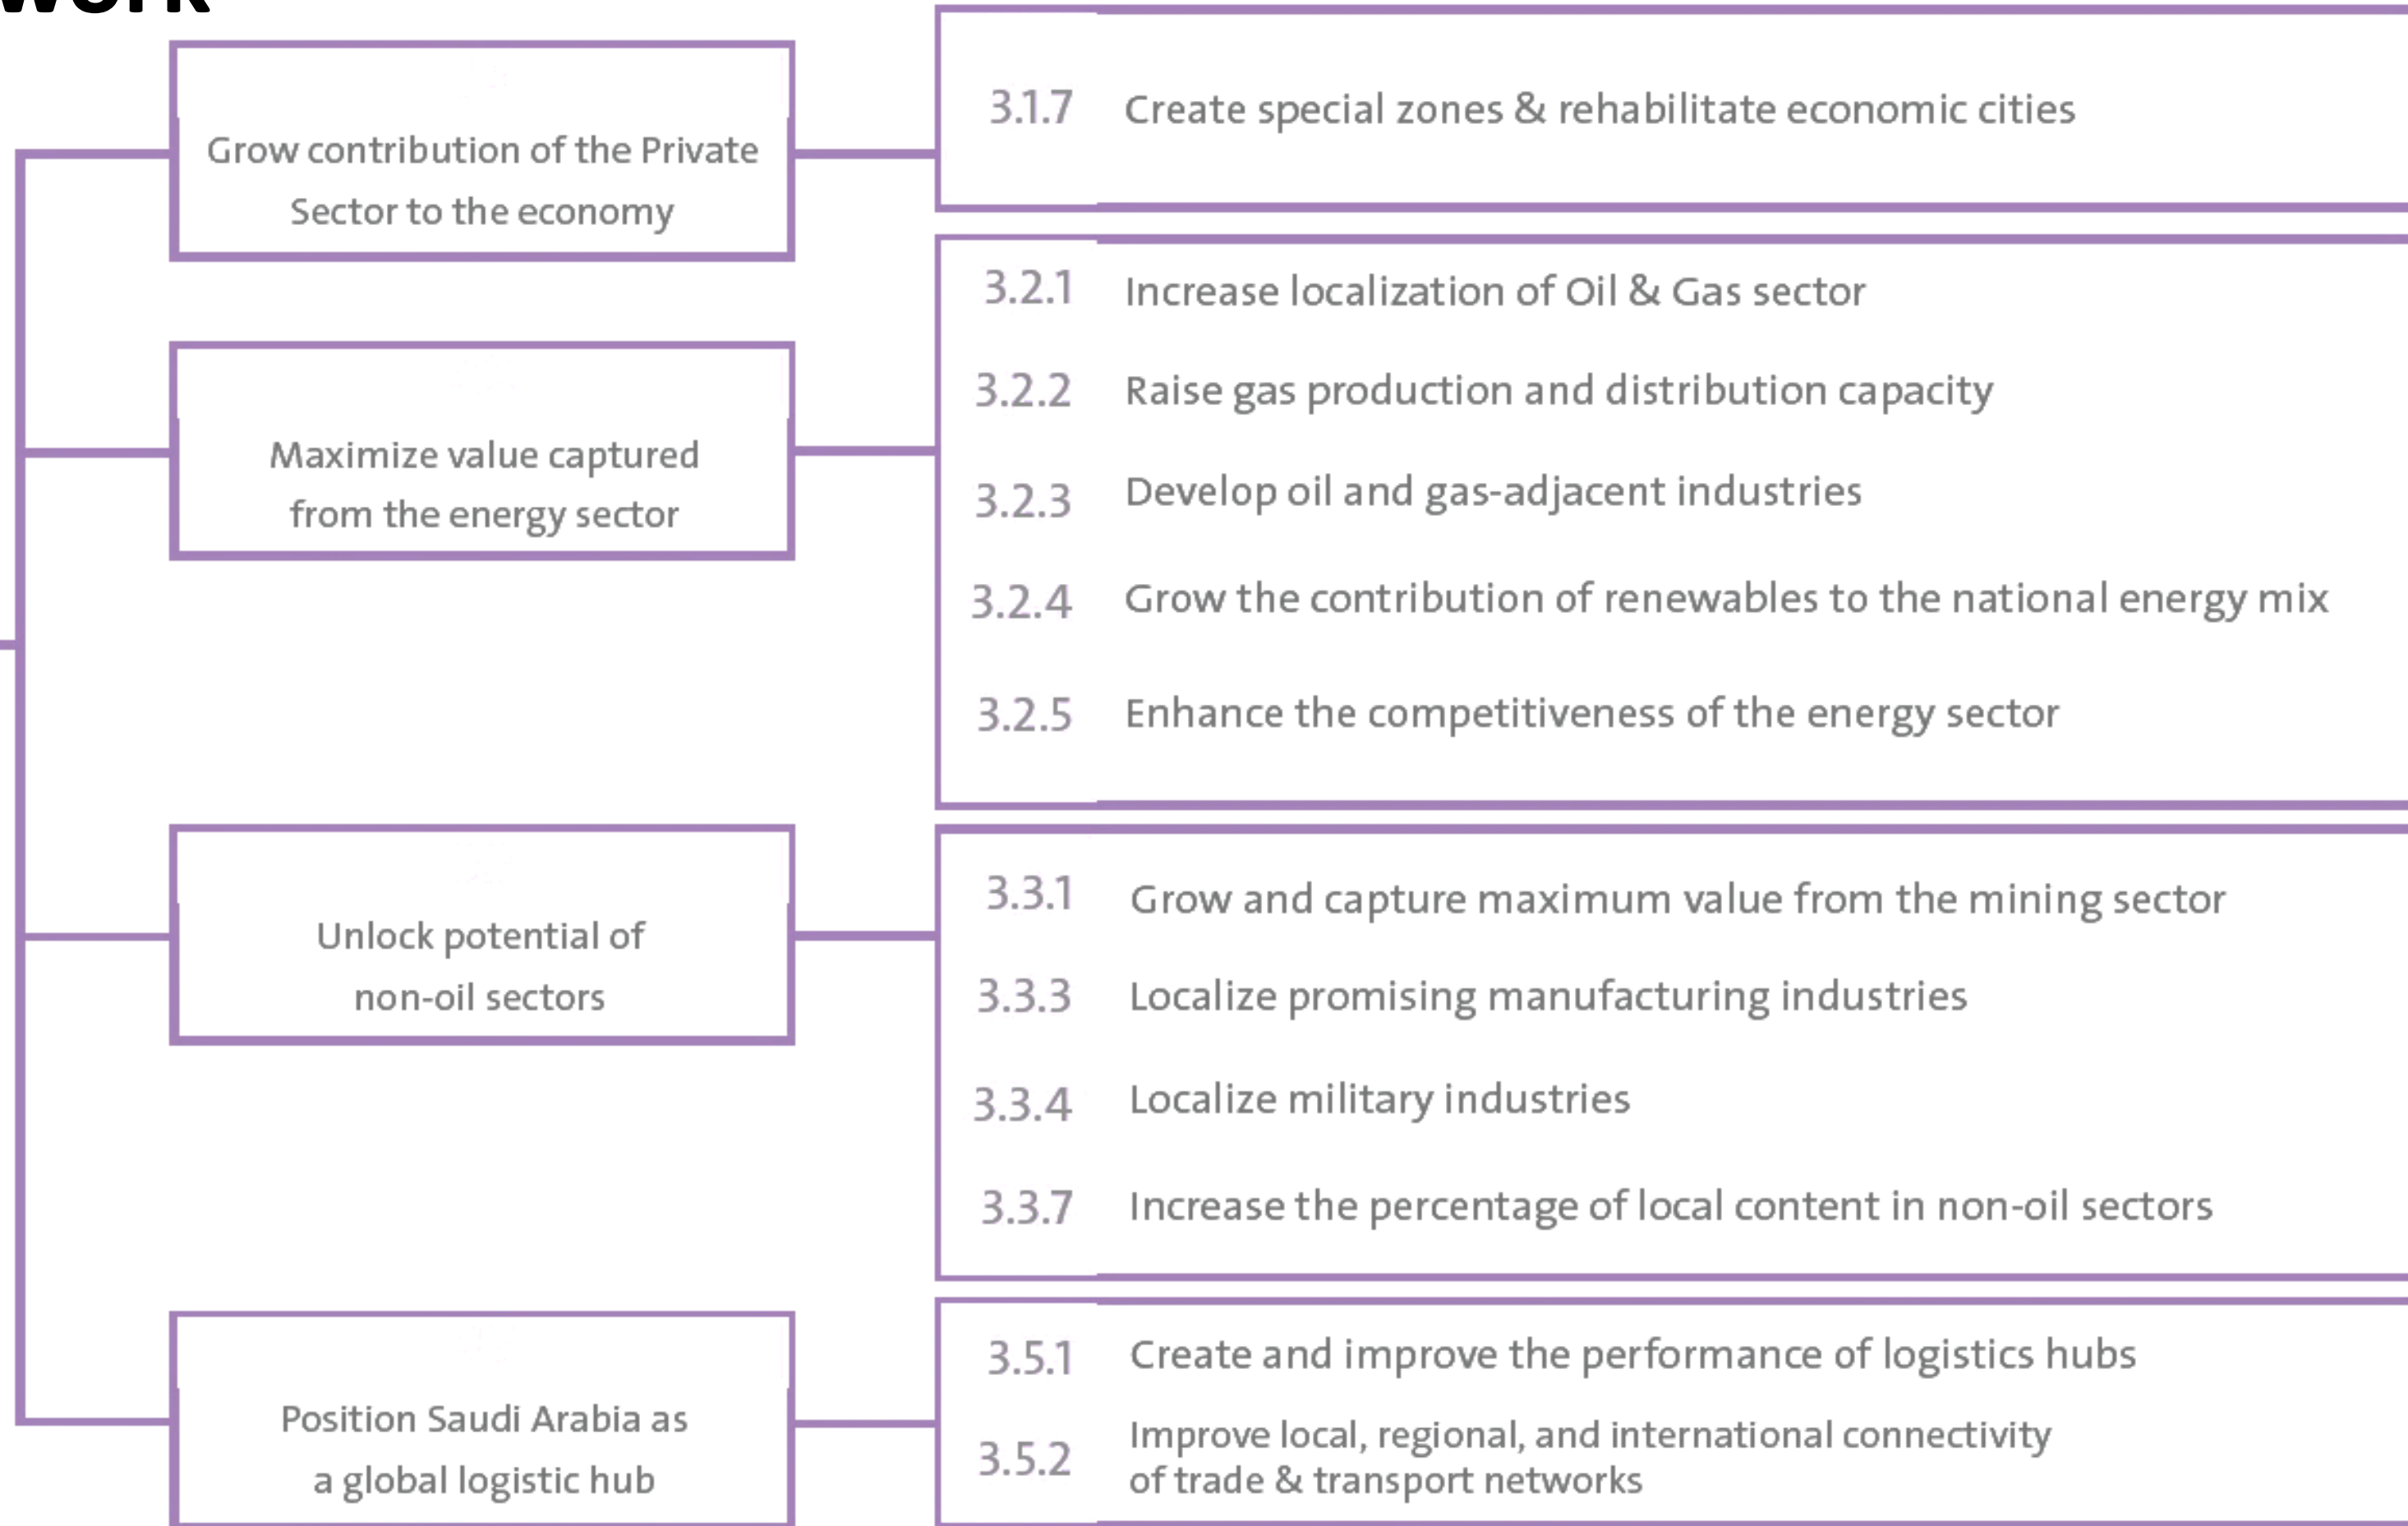 work
Grow contribution of the Private
Sector to the economy
3.1.7 Create special zones & rehabilitate economic cities
Maximize value captured
from the energy sector
3.2.1 Increase localization of Oil & Gas sector
3.2.2 Raise gas production and distribution capacity
3.2.3 Develop oil and gas-adjacent industries
3.2.4 Grow the contribution of renewables to the national energy mix
3.2.5 Enhance the competitiveness of the energy sector
Unlock potential of
non-oil sectors
3.3.1 Grow and capture maximum value from the mining sector
3.3.3 Localize promising manufacturing industries
3.3.4 Localize military industries
3.3.7 Increase the percentage of local content in non-oil sectors
Position Saudi Arabia as
a global logistic hub
3.5.1 Create and improve the performance of logistics hubs
3.5.2 Improve local, regional, and international connectivity
of trade & transport networks